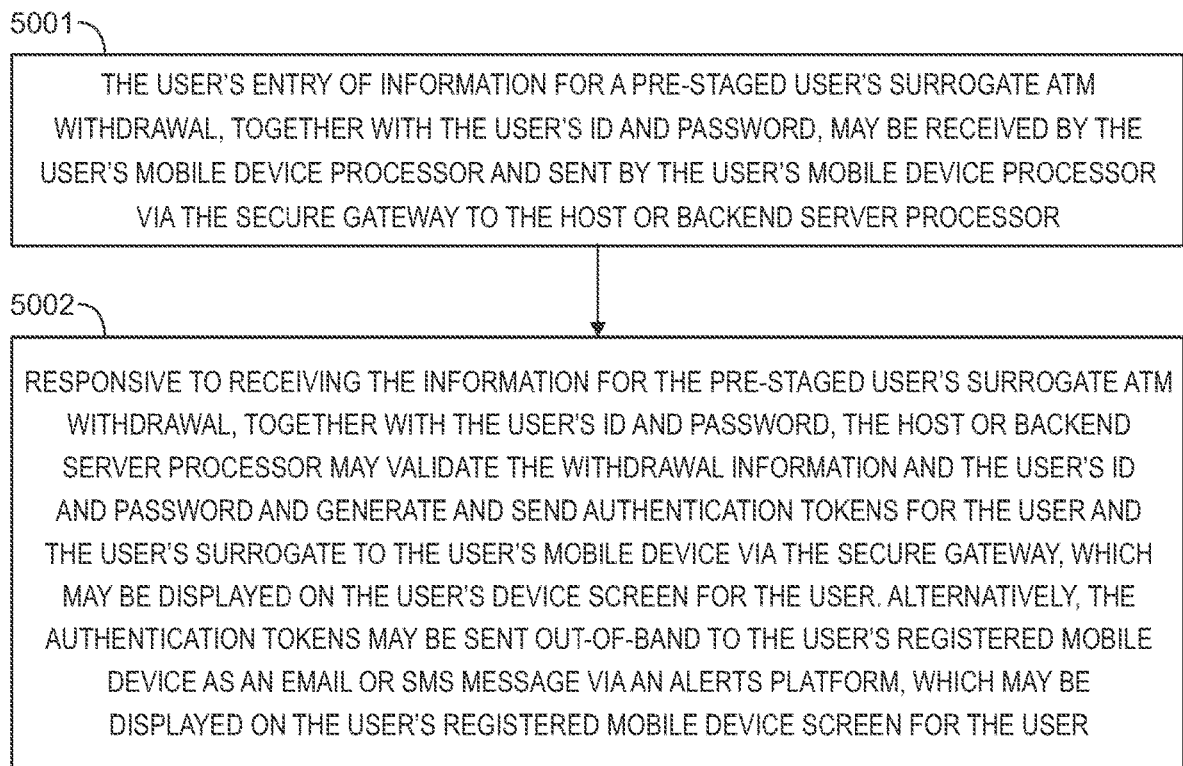 5001
THE USER'S ENTRY OF INFORMATION FOR A PRE-STAGED USER'S SURROGATE ATM
WITHDRAWAL, TOGETHER WITH THE USER'S ID AND PASSWORD, MAY BE RECEIVED BY THE
USER'S MOBILE DEVICE PROCESSOR AND SENT BY THE USER'S MOBILE DEVICE PROCESSOR
VIA THE SECURE GATEWAY TO THE HOST OR BACKEND SERVER PROCESSOR
5002
RESPONSIVE TO RECEIVING THE INFORMATION FOR THE PRE-STAGED USER'S SURROGATE ATM
WITHDRAWAL, TOGETHER WITH THE USER'S ID AND PASSWORD, THE HOST OR BACKEND
SERVER PROCESSOR MAY VALIDATE THE WITHDRAWAL INFORMATION AND THE USER'S ID
AND PASSWORD AND GENERATE AND SEND AUTHENTICATION TOKENS FOR THE USER AND
THE USER'S SURROGATE TO THE USER'S MOBILE DEVICE VIA THE SECURE GATEWAY, WHICH
MAY BE DISPLAYED ON THE USER'S DEVICE SCREEN FOR THE USER. ALTERNATIVELY, THE
AUTHENTICATION TOKENS MAY BE SENT OUT-OF-BAND TO THE USER'S REGISTERED MOBILE
DEVICE AS AN EMAIL OR SMS MESSAGE VIA AN ALERTS PLATFORM, WHICH MAY BE
DISPLAYED ON THE USER'S REGISTERED MOBILE DEVICE SCREEN FOR THE USER